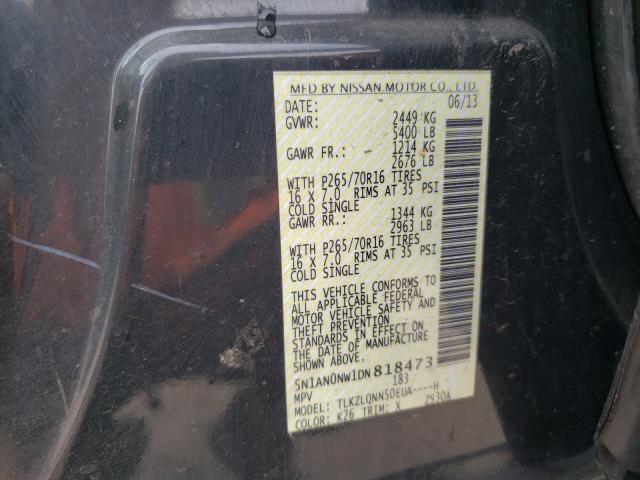 MFD BY NISSAN MOTOR CO., LTD.
DATE: 06/13
GVWR: 2449 KG
5400 LB
GAWR FR.: 1214 KG
2676 LB
WITH P265/70R16 TIRES
16 X 7.0 RIMS AT 35 PSI
COLD SINGLE
GAWR RR.: 1344 KG
2963 LB
WITH P265/70R16 TIRES
16 X 7.0 RIMS AT 35 PSI
COLD SINGLE
THIS VEHICLE CONFORMS TO
ALL APPLICABLE FEDERAL
MOTOR VEHICLE SAFETY AND
THEFT PREVENTION
STANDARDS IN EFFECT ON
THE DATE OF MANUFACTURE
SHOWN ABOVE.
5N1AN0NW1DN818473
MPV 183
MODEL: TLKZLQNN50EUA----H
COLOR: K26 TRIM: X ZS30A